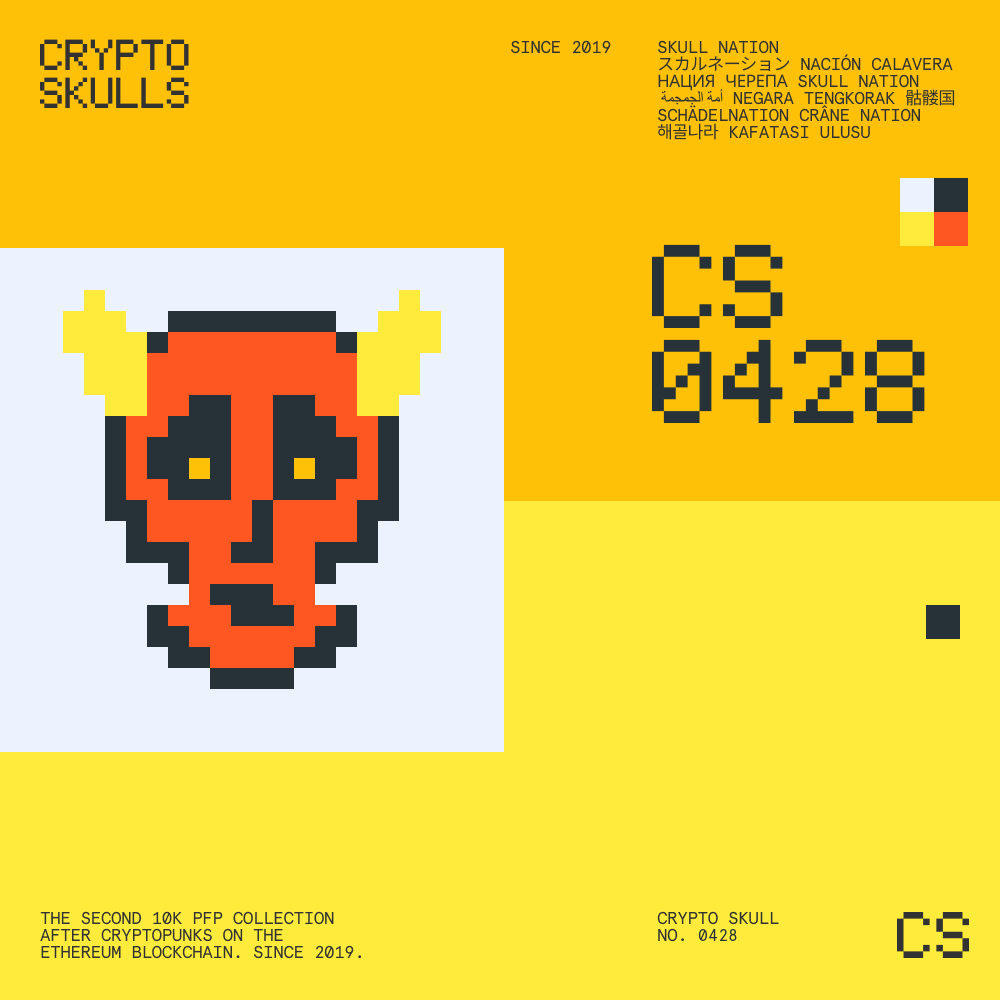 CRYPTO
SKULLS
SINCE 2019
SKULL NATION
スカルネーション NACIÓN CALAVERA
НАЦИЯ ЧЕРЕПА SKULL NATION
أمة الجمجمة NEGARA TENGKORAK 骷髅国
SCHÄDELNATION CRÂNE NATION
해골나라 KAFATASI ULUSU
CS
0428
THE SECOND 10K PFP COLLECTION
AFTER CRYPTOPUNKS ON THE
ETHEREUM BLOCKCHAIN. SINCE 2019.
CRYPTO SKULL
NO. 0428
CS